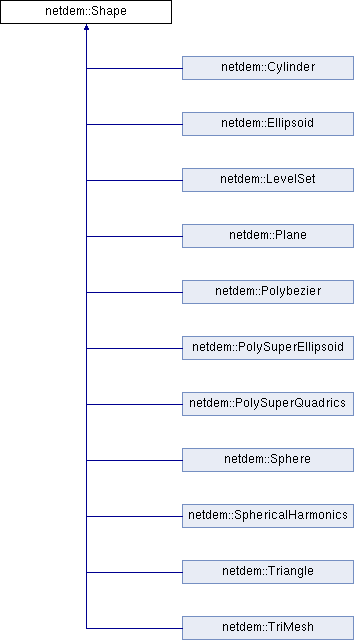 netdem::Shape
netdem::Cylinder
netdem::Ellipsoid
netdem::LevelSet
netdem::Plane
netdem::Polybezier
netdem::PolySuperEllipsoid
netdem::PolySuperQuadrics
netdem::Sphere
netdem::SphericalHarmonics
netdem::Triangle
netdem::TriMesh